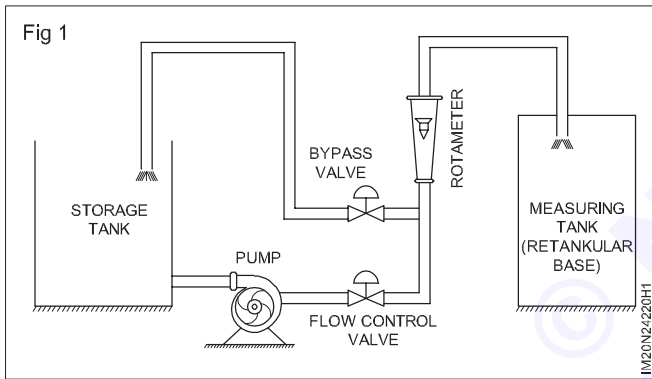 Fig 1
STORAGE
TANK
BYPASS
VALVE
ROTAMETER
PUMP
FLOW CONTROL
VALVE
MEASURING
TANK
(RETANKULAR
BASE)
IM20N24220H1